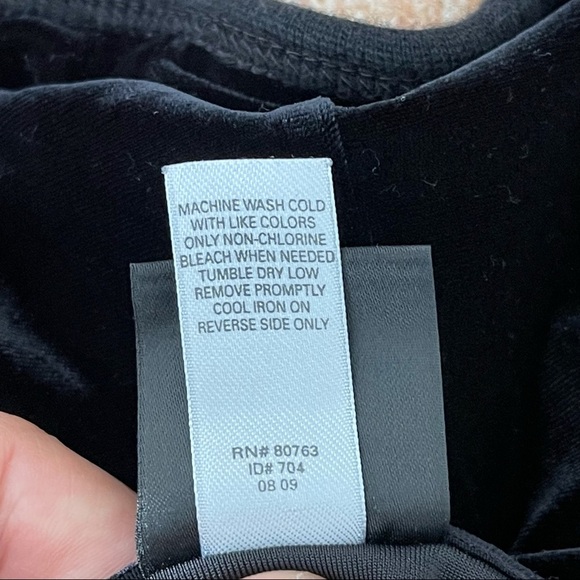 MACHINE WASH COLD
WITH LIKE COLORS
ONLY NON-CHLORINE
BLEACH WHEN NEEDED
TUMBLE DRY LOW
REMOVE PROMPTLY
COOL IRON ON
REVERSE SIDE ONLY
RN# 80763
ID# 704
08 09